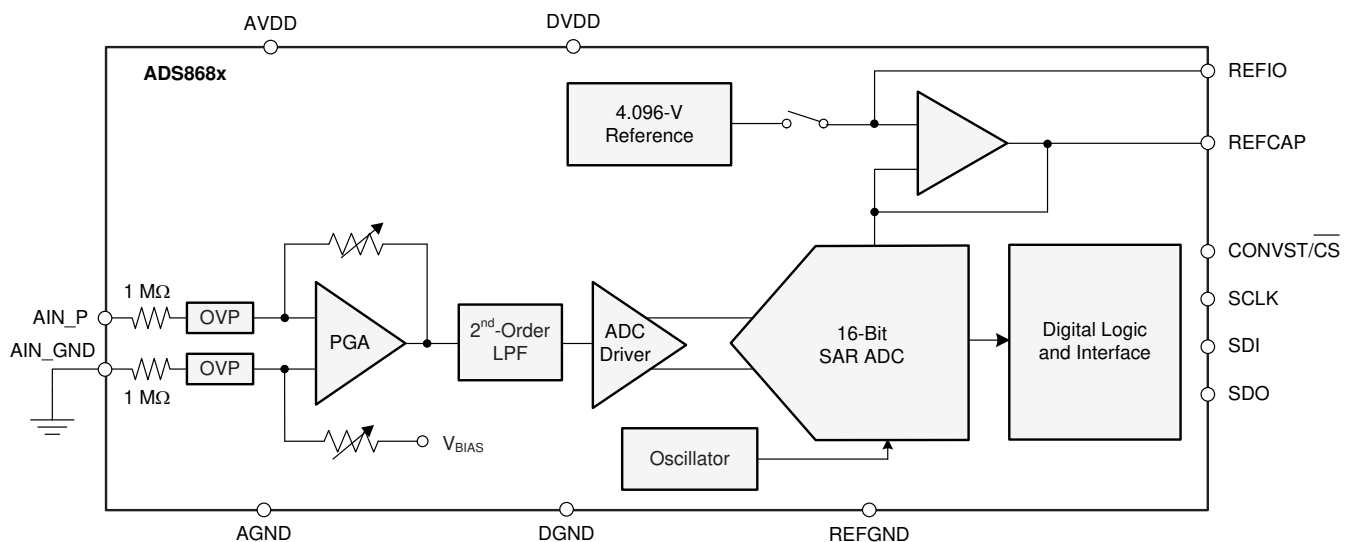 AVDD
DVDD
ADS868x
REFIO
4.096-V
Reference
REFCAP
CONVST/CS
1 MΩ
AIN_P
OVP
SCLK
PGA
2nd-Order
LPF
ADC
Driver
16-Bit
SAR ADC
Digital Logic
and Interface
AIN_GND
OVP
SDI
1 MΩ
SDO
VBIAS
Oscillator
AGND
DGND
REFGND